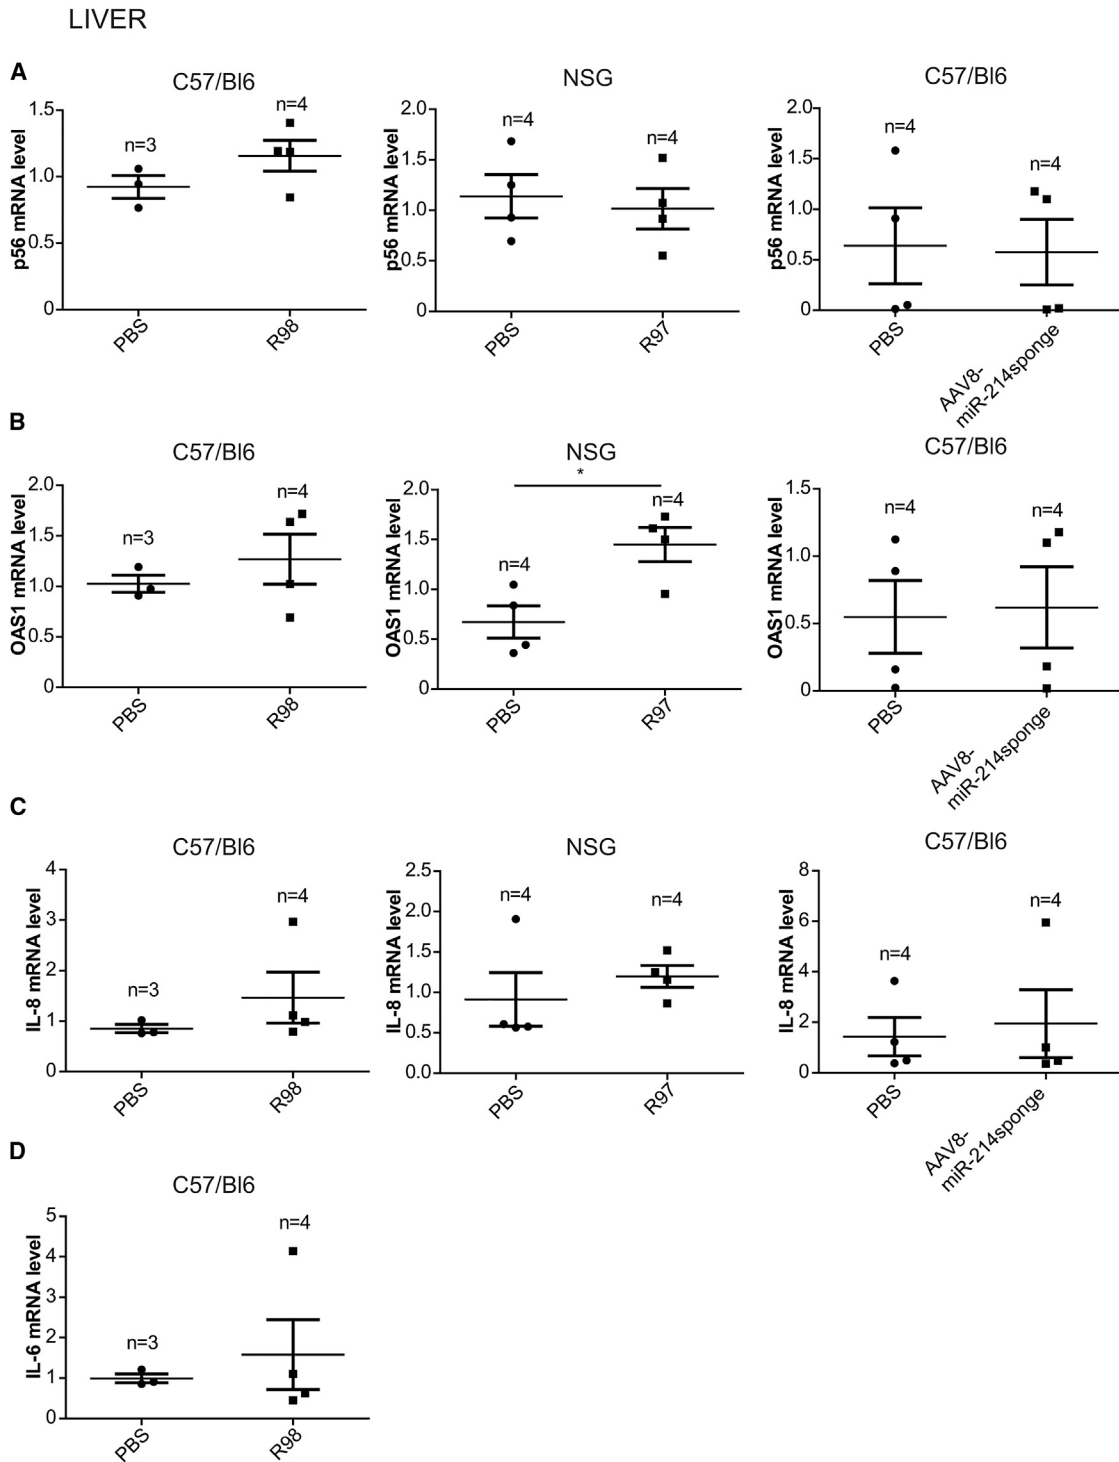 LIVER
A
C57/Bl6
NSG
C57/Bl6
p56 mRNA level
1.5
1.0
0.5
0
n=3
n=4
PBS
R98
p56 mRNA level
2.0
1.5
1.0
0.5
0
n=4
n=4
PBS
R97
p56 mRNA level
2.0
1.5
1.0
0.5
0
n=4
n=4
PBS
AAV8-
miR-214sponge
B
C57/Bl6
NSG
C57/Bl6
OAS1 mRNA level
2.0
1.5
1.0
0.5
0
n=3
n=4
PBS
R98
OAS1 mRNA level
2.0
1.5
1.0
0.5
0
*
n=4
n=4
PBS
R97
OAS1 mRNA level
1.5
1.0
0.5
0
n=4
n=4
PBS
AAV8-
miR-214sponge
C
C57/Bl6
NSG
C57/Bl6
IL-8 mRNA level
4
3
2
1
0
n=3
n=4
PBS
R98
IL-8 mRNA level
2.5
2.0
1.5
1.0
0.5
0.0
n=4
n=4
PBS
R97
IL-8 mRNA level
8
6
4
2
0
n=4
n=4
PBS
AAV8-
miR-214sponge
D
C57/Bl6
IL-6 mRNA level
5
4
3
2
1
0
n=3
n=4
PBS
R98